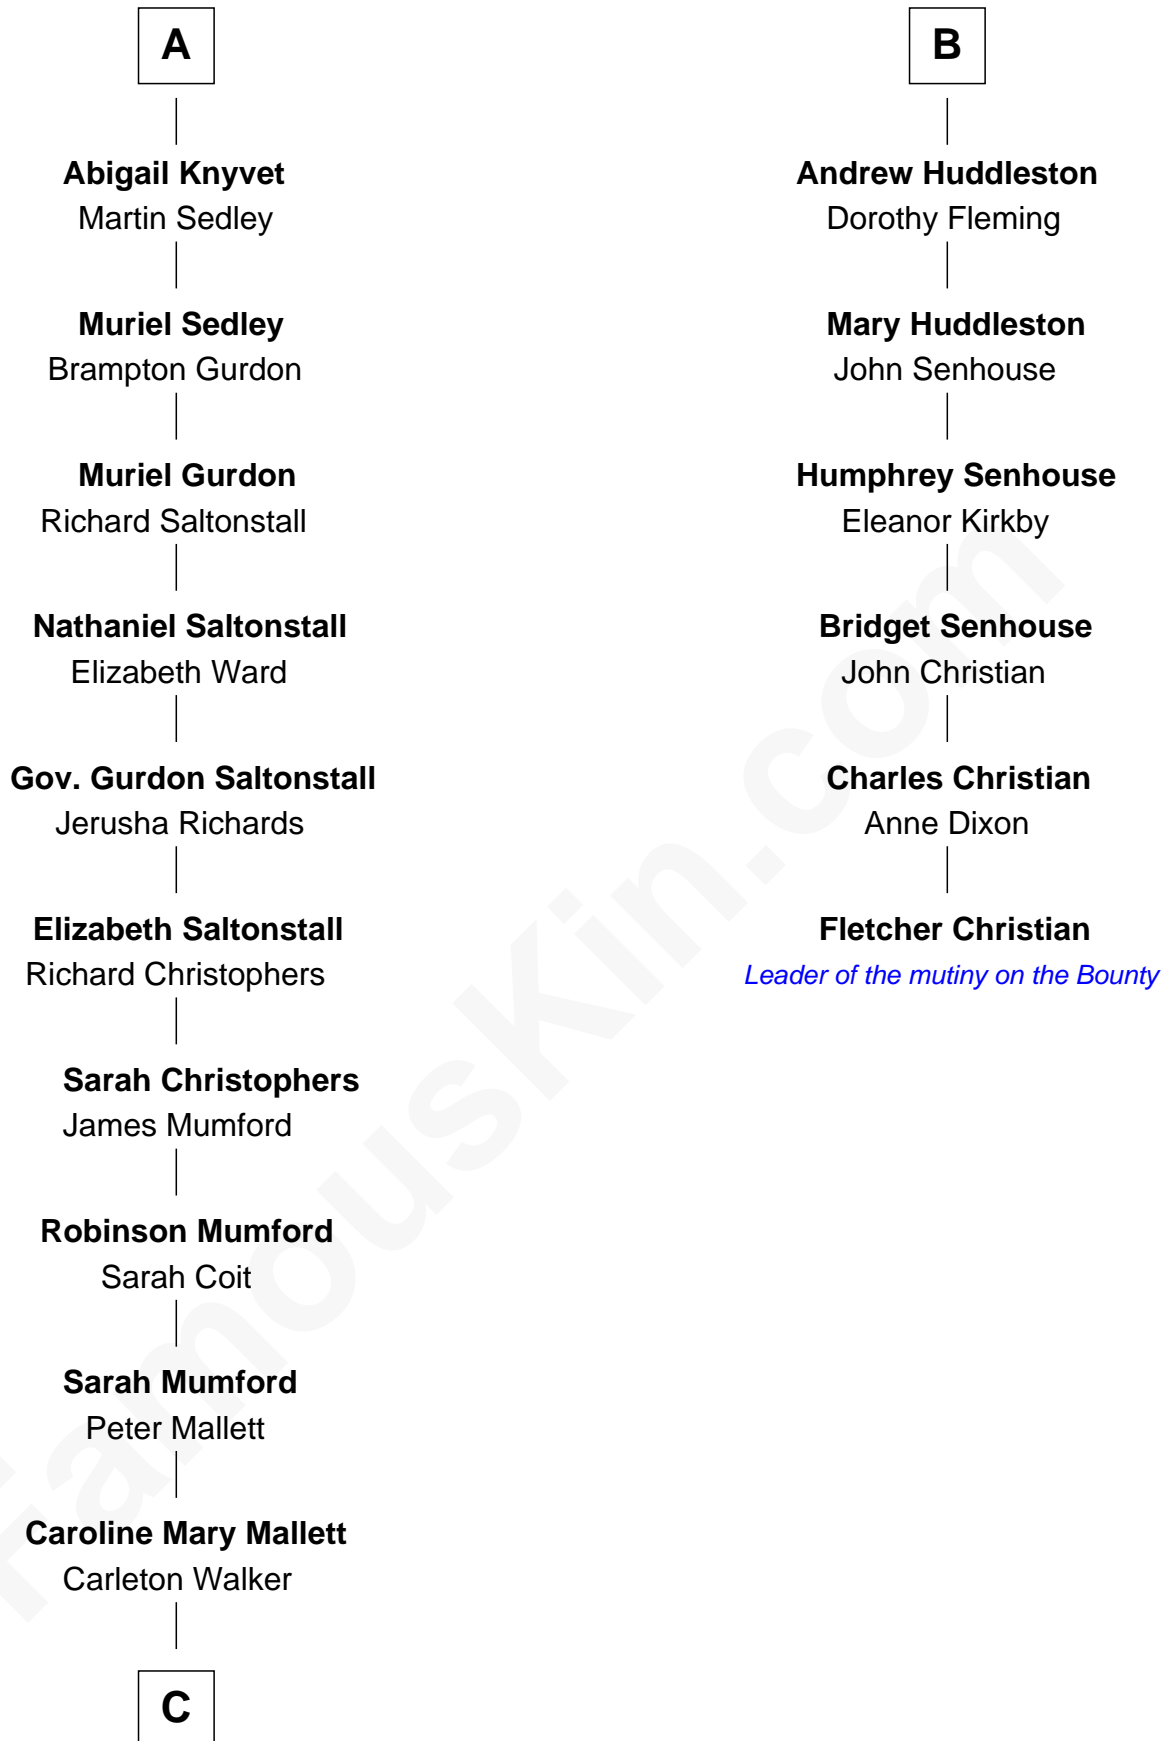 A
Abigail Knyvet
Martin Sedley
Muriel Sedley
Brampton Gurdon
Muriel Gurdon
Richard Saltonstall
Nathaniel Saltonstall
Elizabeth Ward
Gov. Gurdon Saltonstall
Jerusha Richards
Elizabeth Saltonstall
Richard Christophers
Sarah Christophers
James Mumford
Robinson Mumford
Sarah Coit
Sarah Mumford
Peter Mallett
Caroline Mary Mallett
Carleton Walker
C
B
Andrew Huddleston
Dorothy Fleming
Mary Huddleston
John Senhouse
Humphrey Senhouse
Eleanor Kirkby
Bridget Senhouse
John Christian
Charles Christian
Anne Dixon
Fletcher Christian
Leader of the mutiny on the Bounty
FamousKin.com